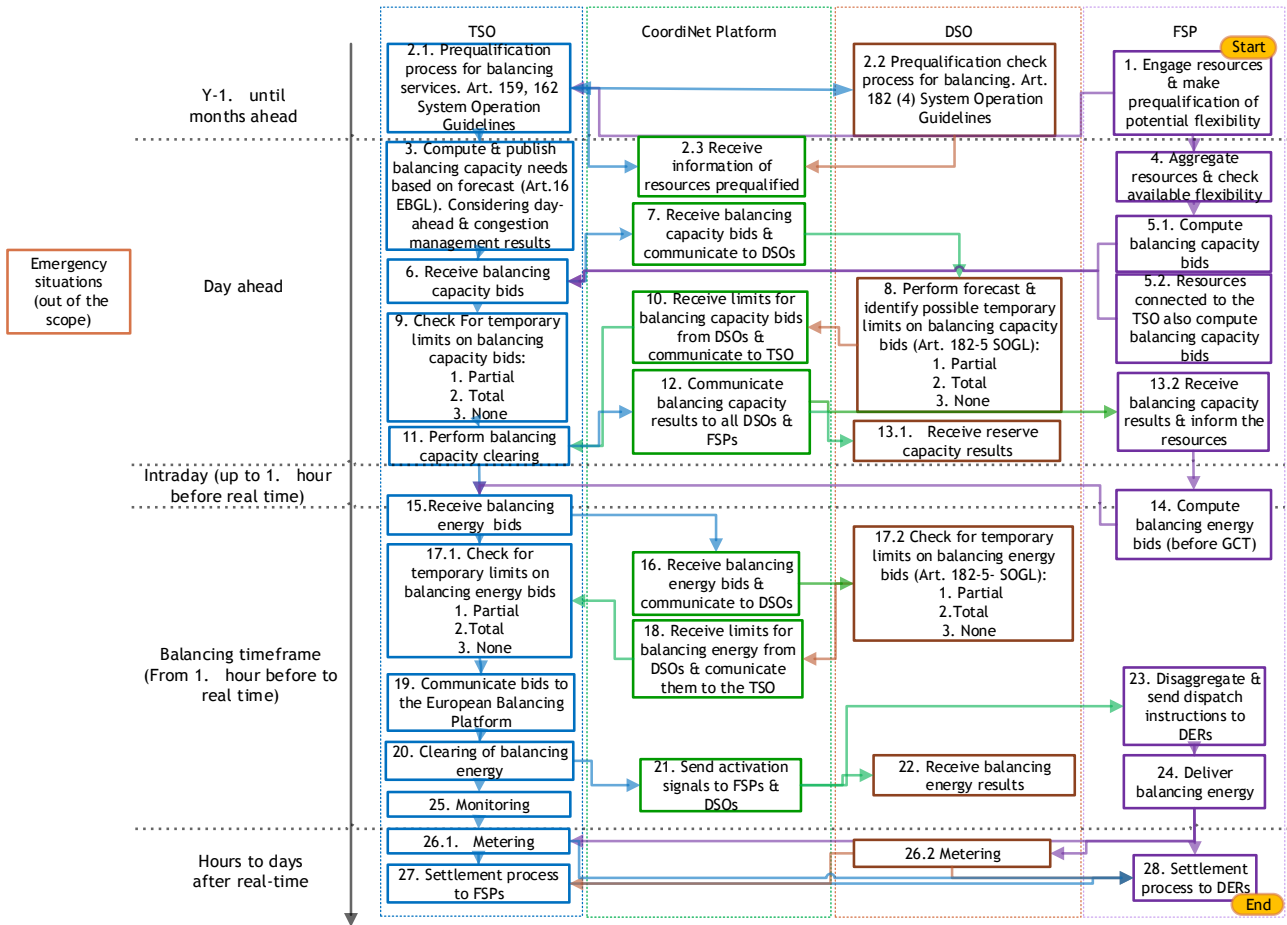 TSO
CoordiNet Platform
DSO
FSP
Start
Y-1. until
months ahead
2.1. Prequalification
process for balancing
services. Art. 159, 162
System Operation
Guidelines
2.2 Prequalification check
process for balancing. Art.
182 (4) System Operation
Guidelines
1. Engage resources
& make
prequalification of
potential flexibility
Emergency
situations
(out of the
scope)
Day ahead
3. Compute & publish
balancing capacity needs
based on forecast (Art.16
EBGL). Considering day-
ahead & congestion
management results
2.3 Receive
information of
resources prequalified
4. Aggregate
resources & check
available flexibility
7. Receive balancing
capacity bids &
communicate to DSOs
5.1. Compute
balancing capacity
bids
6. Receive balancing
capacity bids
5.2. Resources
connected to the
TSO also compute
balancing capacity
bids
8. Perform forecast &
identify possible temporary
limits on balancing capacity
bids (Art. 182-5 SOGL):
1. Partial
2. Total
3. None
10. Receive limits for
balancing capacity bids
from DSOs &
communicate to TSO
9. Check For temporary
limits on balancing
capacity bids:
1. Partial
2. Total
3. None
12. Communicate
balancing capacity
results to all DSOs &
FSPs
13.2 Receive
balancing capacity
results & inform the
resources
11. Perform balancing
capacity clearing
13.1. Receive reserve
capacity results
Intraday (up to 1. hour
before real time)
15.Receive balancing
energy bids
14. Compute
balancing energy
bids (before GCT)
Balancing timeframe
(From 1. hour before to
real time)
17.1. Check for
temporary limits on
balancing energy bids
1. Partial
2.Total
3. None
16. Receive balancing
energy bids &
communicate to DSOs
17.2 Check for temporary
limits on balancing energy
bids (Art. 182-5- SOGL):
1. Partial
2.Total
3. None
18. Receive limits for
balancing energy from
DSOs & comunicate
them to the TSO
19. Communicate bids to
the European Balancing
Platform
23. Disaggregate &
send dispatch
instructions to
DERs
20. Clearing of balancing
energy
21. Send activation
signals to FSPs &
DSOs
22. Receive balancing
energy results
24. Deliver
balancing energy
25. Monitoring
Hours to days
after real-time
26.1. Metering
26.2 Metering
27. Settlement process
to FSPs
28. Settlement
process to DERs
End